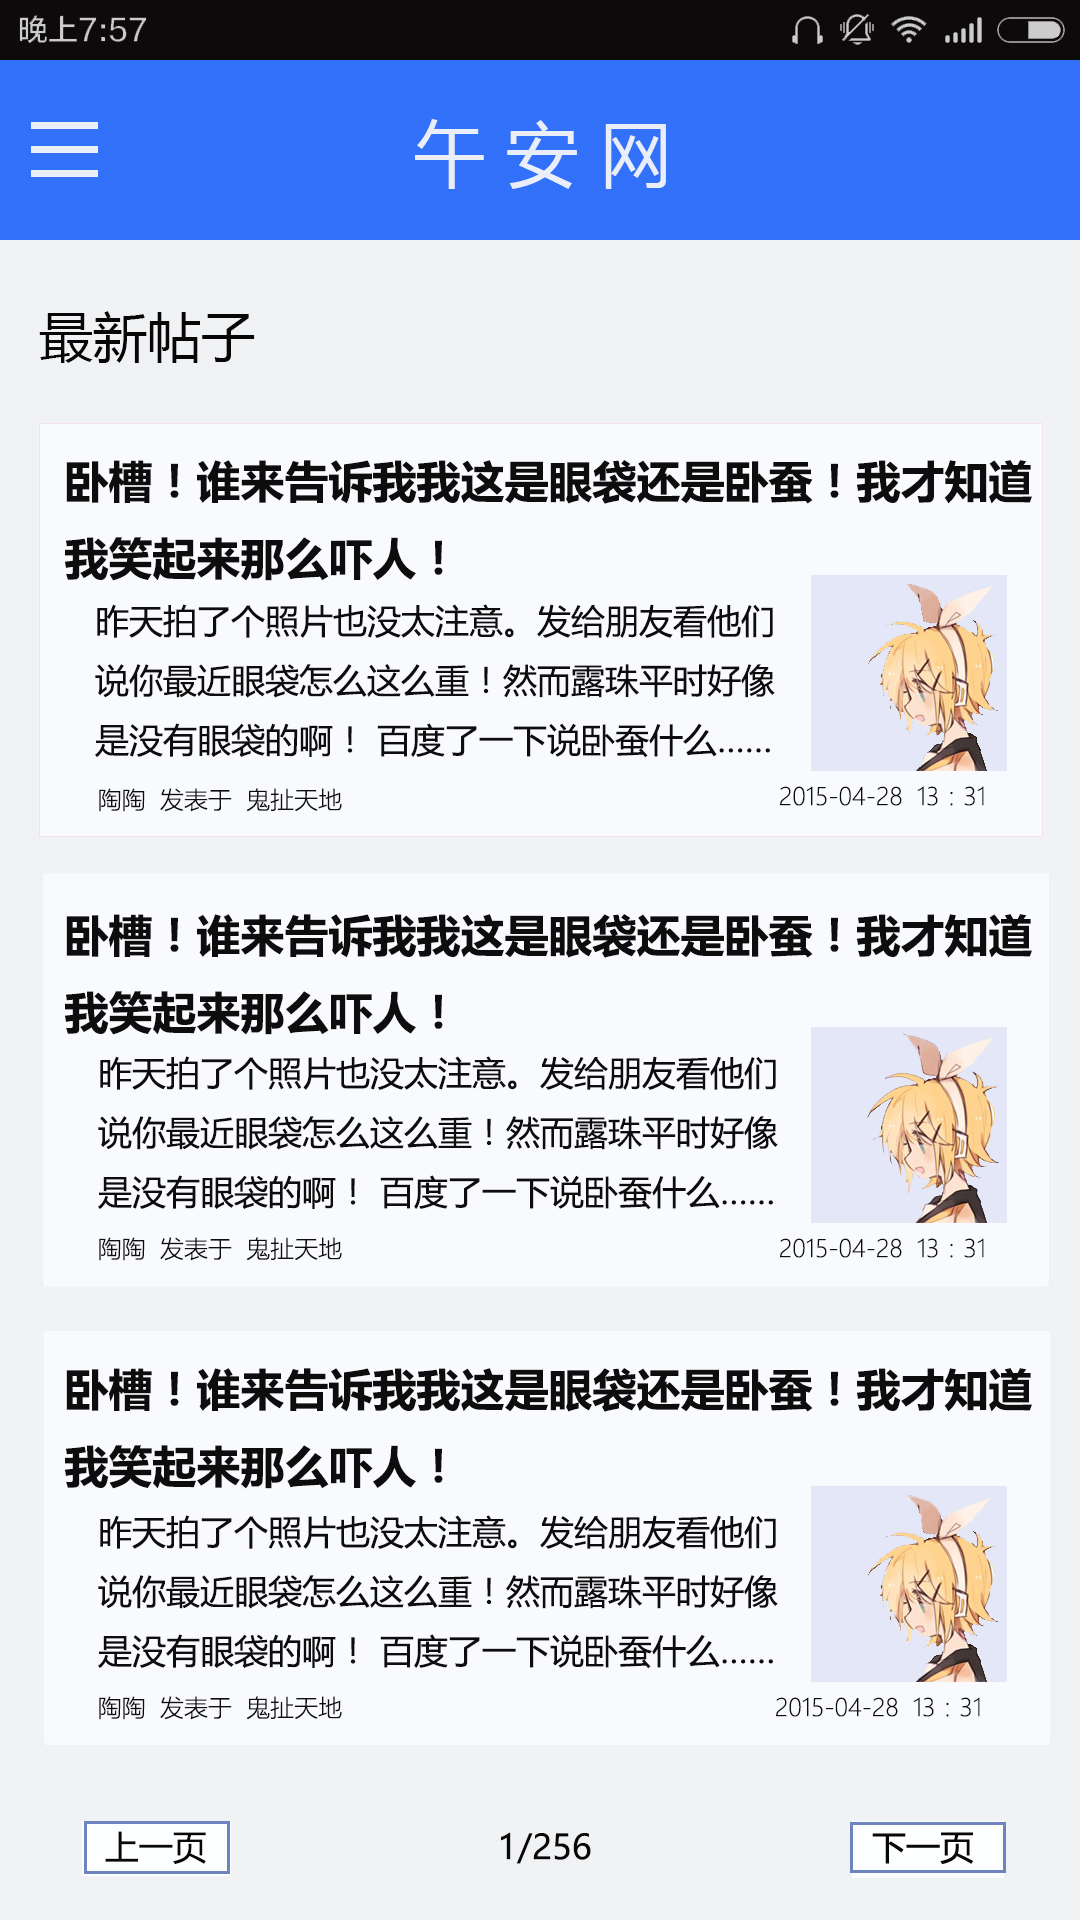 晚上7:57
午安网
最新帖子
卧槽！谁来告诉我我这是眼袋还是卧蚕！我才知道
我笑起来那么吓人！
昨天拍了个照片也没太注意。发给朋友看他们
说你最近眼袋怎么这么重！然而露珠平时好像
是没有眼袋的啊！ 百度了一下说卧蚕什么......
陶陶 发表于 鬼扯天地
2015-04-28 13：31
卧槽！谁来告诉我我这是眼袋还是卧蚕！我才知道
我笑起来那么吓人！
昨天拍了个照片也没太注意。发给朋友看他们
说你最近眼袋怎么这么重！然而露珠平时好像
是没有眼袋的啊！ 百度了一下说卧蚕什么......
陶陶 发表于 鬼扯天地
2015-04-28 13：31
卧槽！谁来告诉我我这是眼袋还是卧蚕！我才知道
我笑起来那么吓人！
昨天拍了个照片也没太注意。发给朋友看他们
说你最近眼袋怎么这么重！然而露珠平时好像
是没有眼袋的啊！ 百度了一下说卧蚕什么......
陶陶 发表于 鬼扯天地
2015-04-28 13：31
上一页
1/256
下一页